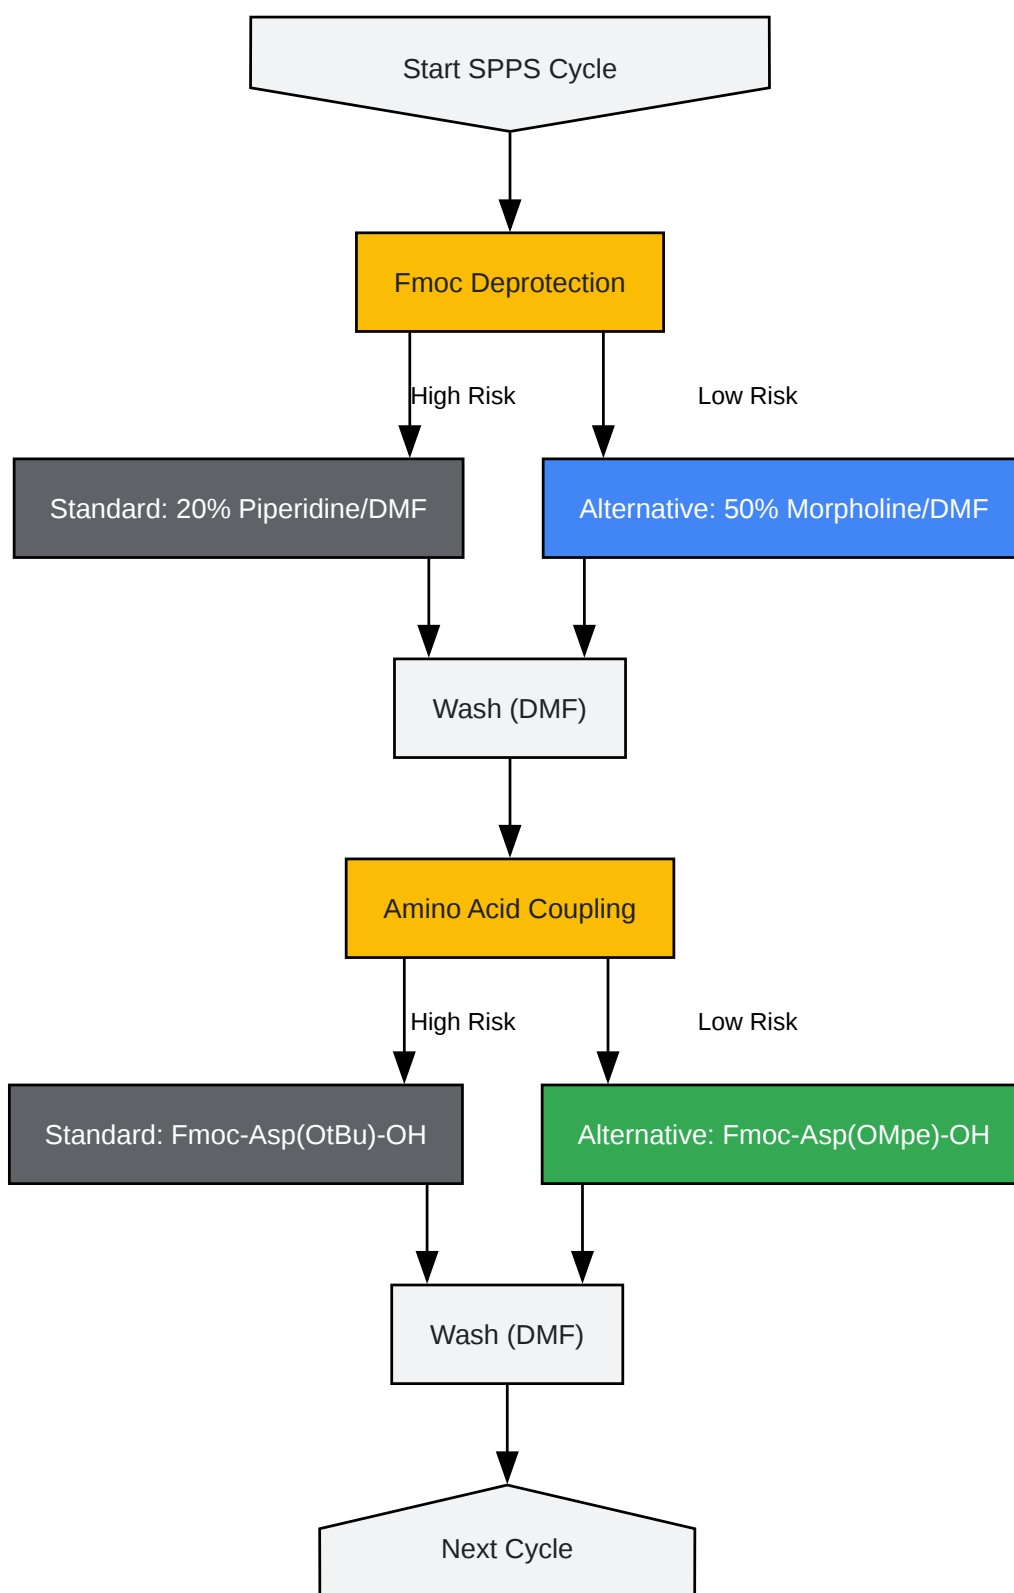 Start SPPS Cycle
Fmoc Deprotection
High Risk
Low Risk
Standard: 20% Piperidine/DMF
Alternative: 50% Morpholine/DMF
Wash (DMF)
Amino Acid Coupling
High Risk
Low Risk
Standard: Fmoc-Asp(OtBu)-OH
Alternative: Fmoc-Asp(OMpe)-OH
Wash (DMF)
Next Cycle